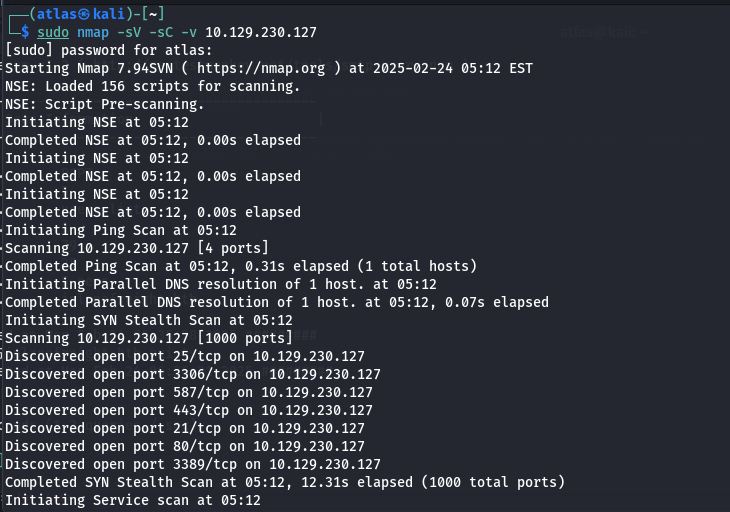 ┌──(atlas㉿kali)-[~]
└─$ sudo nmap -sV -sC -v 10.129.230.127
[sudo] password for atlas:
Starting Nmap 7.94SVN ( https://nmap.org ) at 2025-02-24 05:12 EST
NSE: Loaded 156 scripts for scanning.
NSE: Script Pre-scanning.
Initiating NSE at 05:12
Completed NSE at 05:12, 0.00s elapsed
Initiating NSE at 05:12
Completed NSE at 05:12, 0.00s elapsed
Initiating NSE at 05:12
Completed NSE at 05:12, 0.00s elapsed
Initiating Ping Scan at 05:12
Scanning 10.129.230.127 [4 ports]
Completed Ping Scan at 05:12, 0.31s elapsed (1 total hosts)
Initiating Parallel DNS resolution of 1 host. at 05:12
Completed Parallel DNS resolution of 1 host. at 05:12, 0.07s elapsed
Initiating SYN Stealth Scan at 05:12
Scanning 10.129.230.127 [1000 ports]
Discovered open port 25/tcp on 10.129.230.127
Discovered open port 3306/tcp on 10.129.230.127
Discovered open port 587/tcp on 10.129.230.127
Discovered open port 443/tcp on 10.129.230.127
Discovered open port 21/tcp on 10.129.230.127
Discovered open port 80/tcp on 10.129.230.127
Discovered open port 3389/tcp on 10.129.230.127
Completed SYN Stealth Scan at 05:12, 12.31s elapsed (1000 total ports)
Initiating Service scan at 05:12